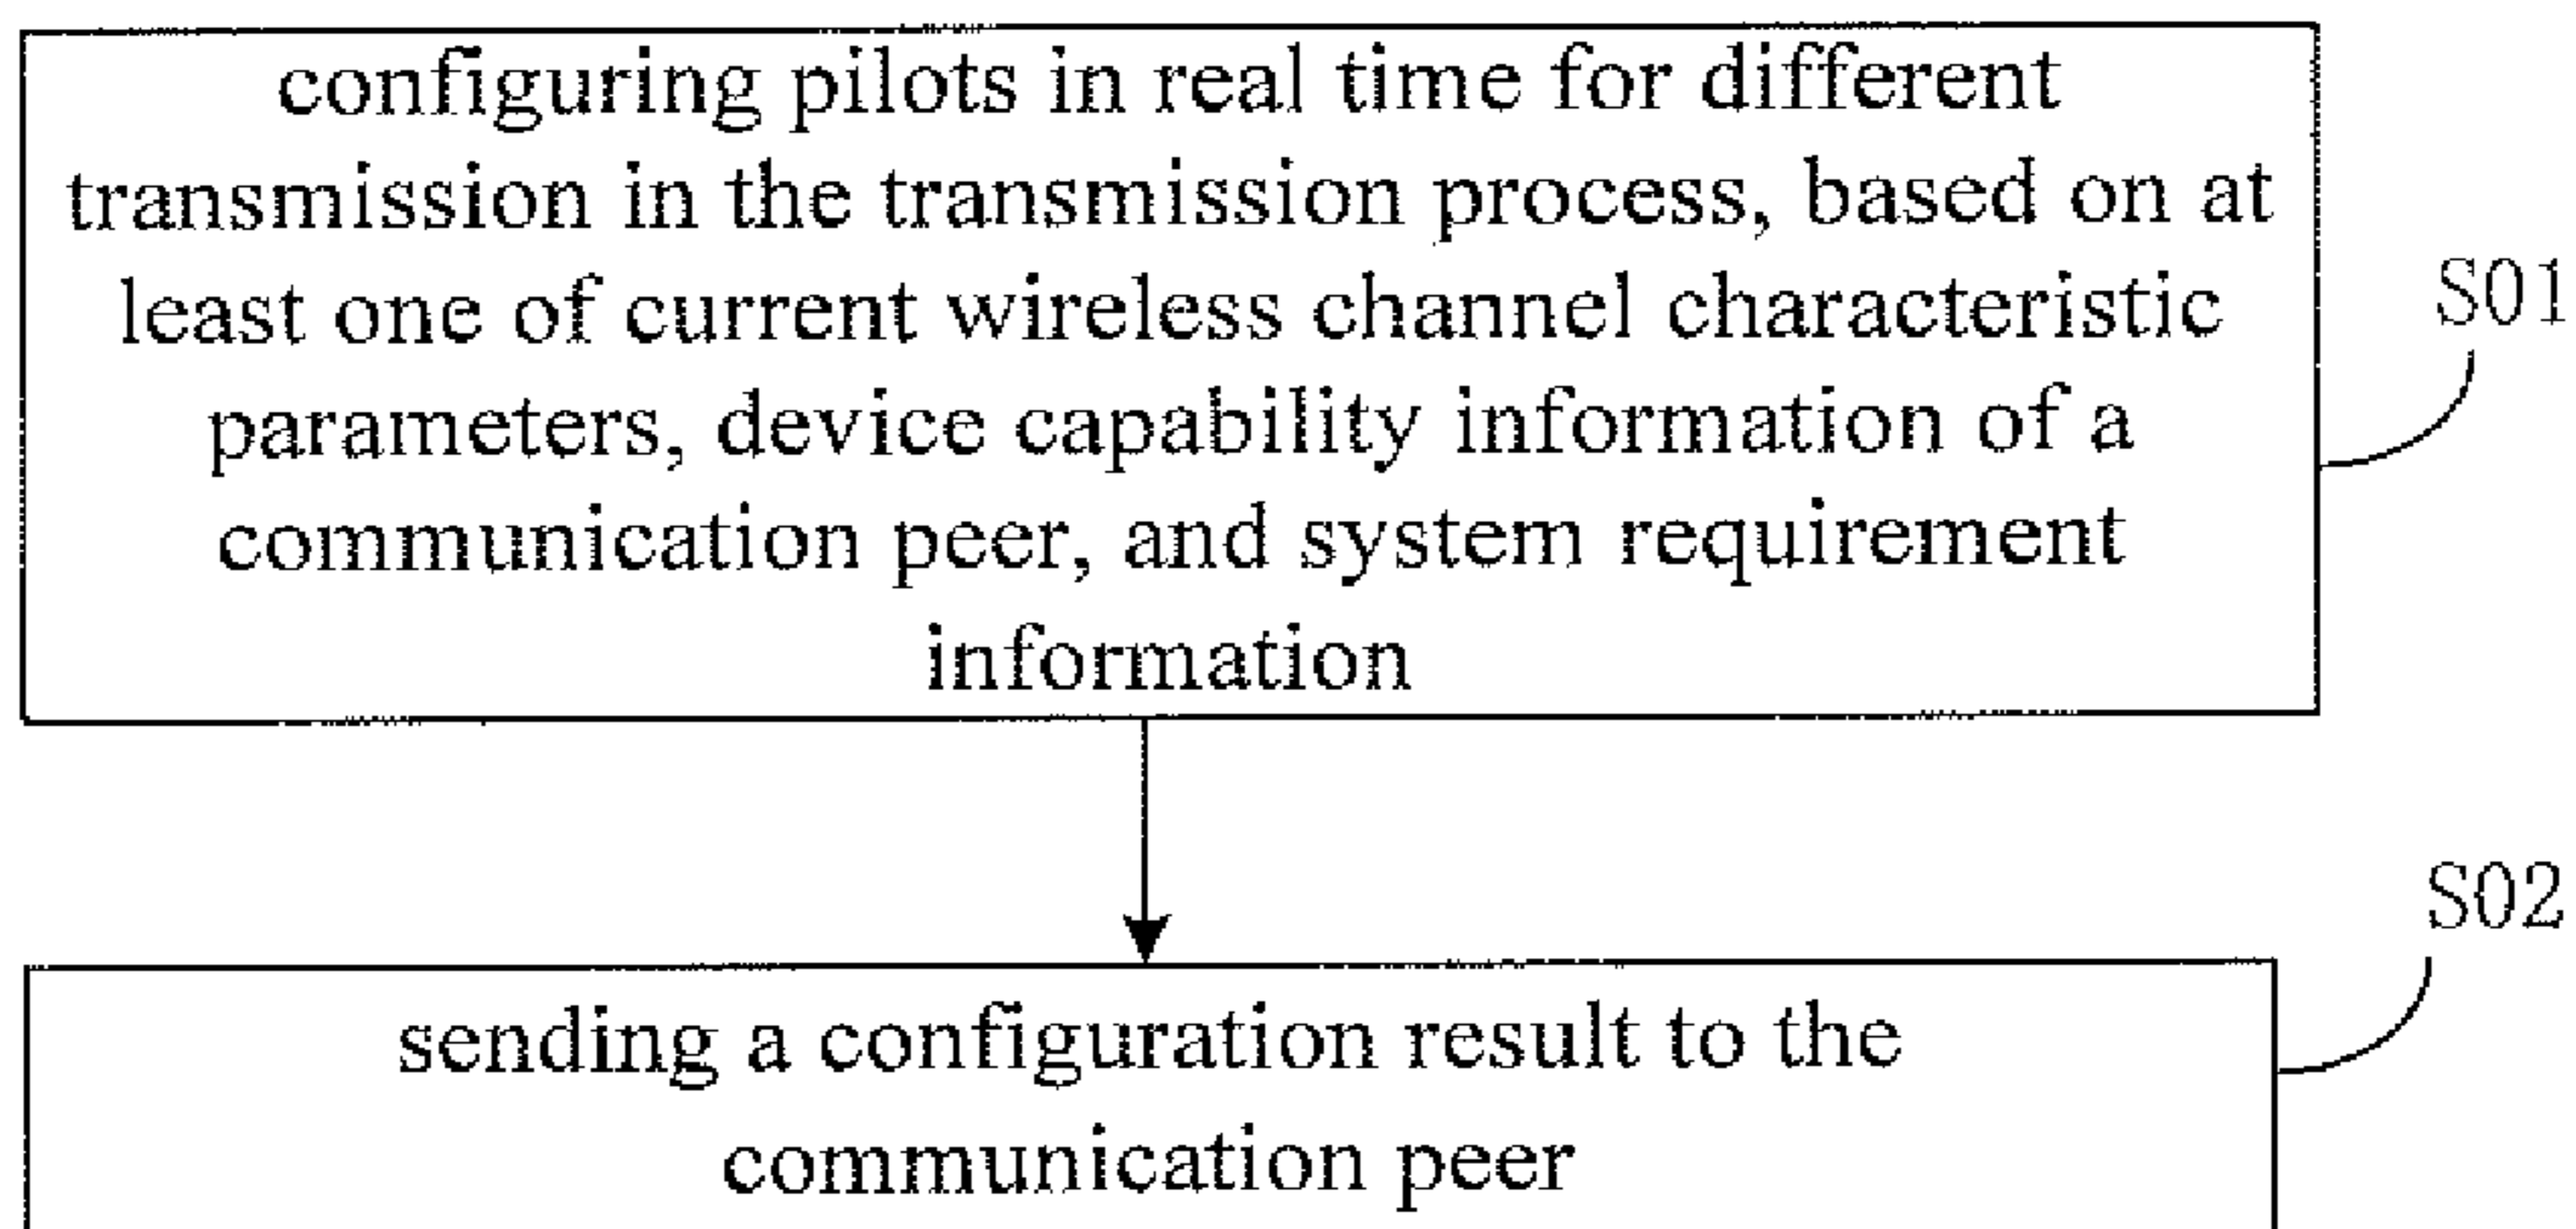 configuring pilots in real time for different
transmission in the transmission process, based on at
least one of current wireless channel characteristic
parameters, device capability information of a
communication peer, and system requirement
information
S01
S02
sending a configuration result to the
communication peer